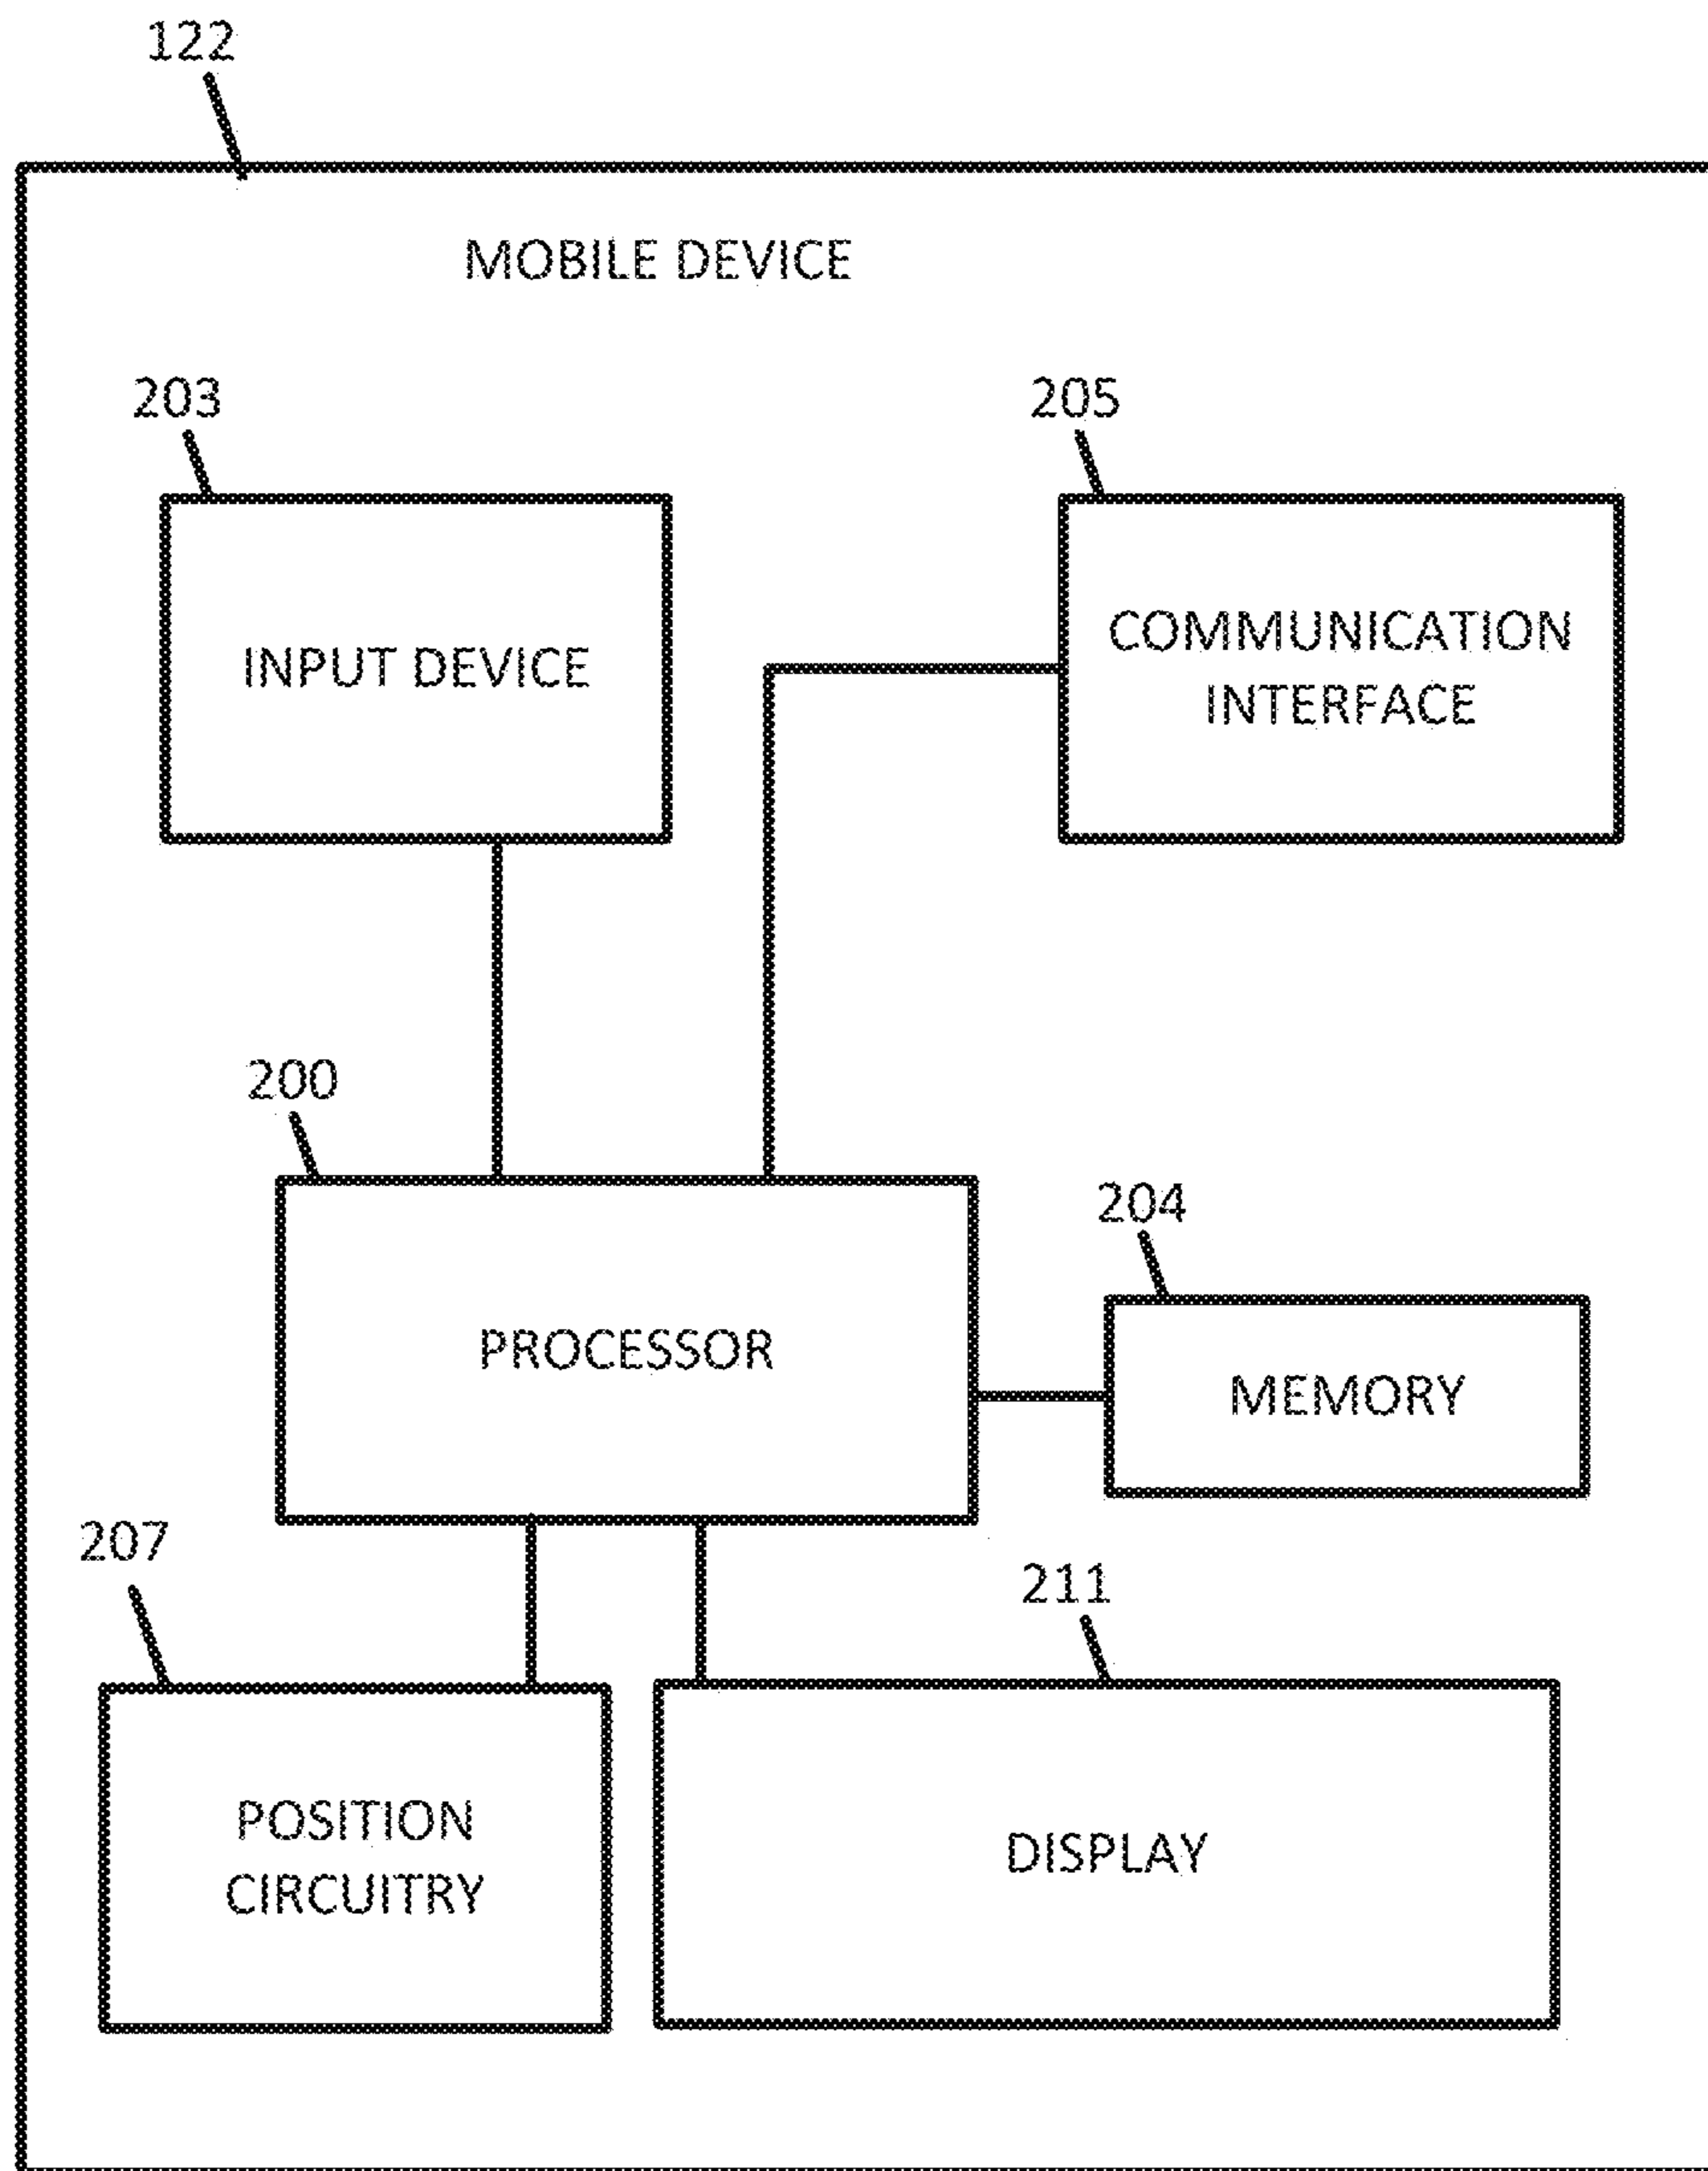 122
MOBILE DEVICE
203
205
INPUT DEVICE
COMMUNICATION
INTERFACE
200
204
PROCESSOR
MEMORY
207
211
POSITION
CIRCUITRY
DISPLAY